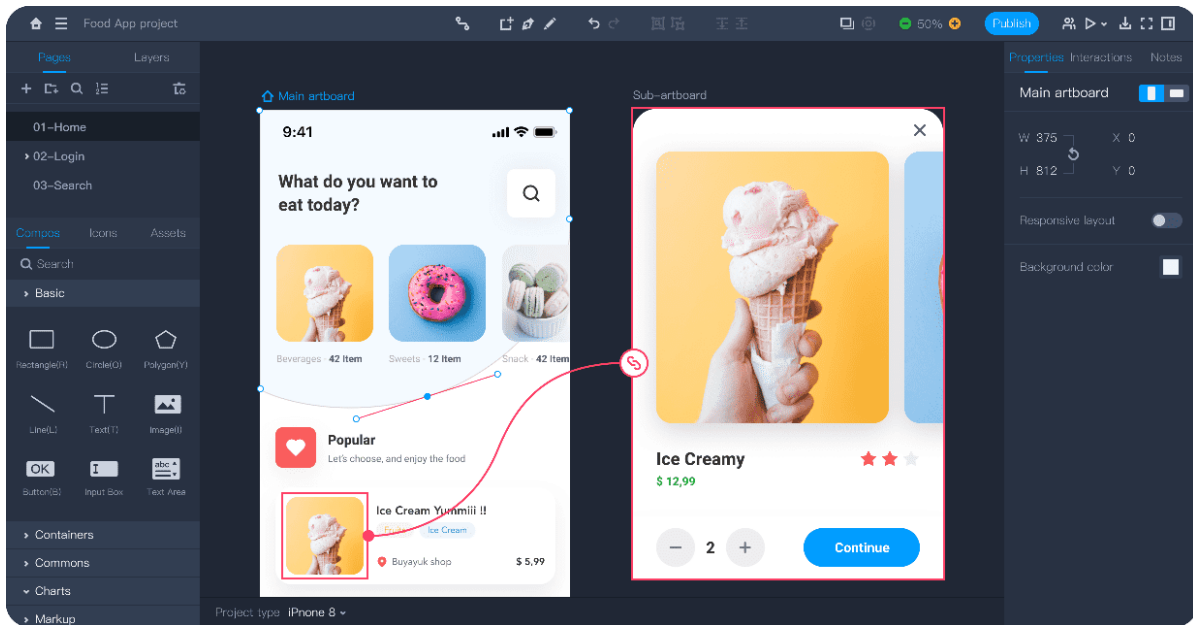 Food App project
50%
Publish
Pages
Layers
01-Home
02-Login
03-Search
Compos
Icons
Assets
Search
Basic
Rectangle(R)
Circle(O)
Polygon(Y)
Line(L)
Text(T)
Image(I)
OK
abc
Button(B)
Input Box
Text Area
Containers
Commons
Charts
Markup
Main artboard
9:41
What do you want to
eat today?
Beverages · 42 Item
Sweets · 12 Item
Snack · 42 Item
Popular
Let's choose, and enjoy the food
Ice Cream Yummiii !!
Ice Cream
Buyayuk shop
$ 5,99
Project type iPhone 8
Sub-artboard
Ice Creamy
$ 12,99
2
Continue
Properties
Interactions
Notes
Main artboard
W 375
X 0
H 812
Y 0
Responsive layout
Background color